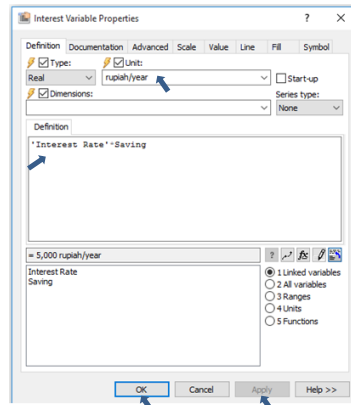 Interest Variable Properties
Definition Documentation Advanced Scale Value Line Fill Symbol
Type: Unit:
Real rupiah/year Start-up
Dimensions: Series type:
None
Definition
'Interest Rate'*Saving
= 5,000 rupiah/year
Interest Rate
Saving
1 Linked variables
2 All variables
3 Ranges
4 Units
5 Functions
OK Cancel Apply Help >>